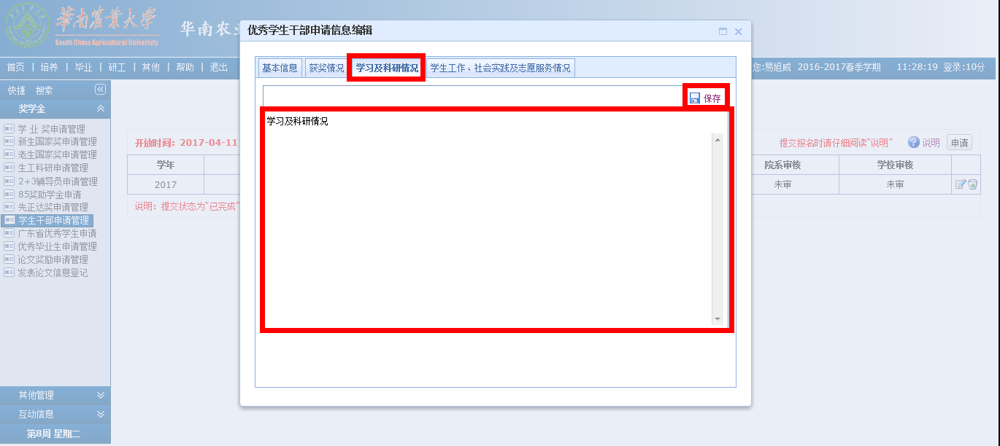 华南农业大学
South China Agricultural University
华南农业
首页 | 培养 | 毕业 | 研工 | 其他 | 帮助 | 退出
您:易旭威 2016-2017春季学期 11:28:19 登录:10分
快捷 搜索
奖学金
学 业 奖申请管理
新生国家奖申请管理
老生国家奖申请管理
生工科研申请管理
2+3辅导员申请管理
85奖助学金申请
先正达奖申请管理
学生干部申请管理
广东省优秀学生申请
优秀毕业生申请管理
论文奖励申请管理
发表论文信息登记
其他管理
互动信息
第8周 星期二
开放时间：2017-04-11
提交报名时请仔细阅读"说明" 说明 申请
学年 院系审核 学校审核
2017 未审 未审
说明：提交状态为"已完成"
优秀学生干部申请信息编辑
基本信息 获奖情况 学习及科研情况 学生工作、社会实践及志愿服务情况
保存
学习及科研情况